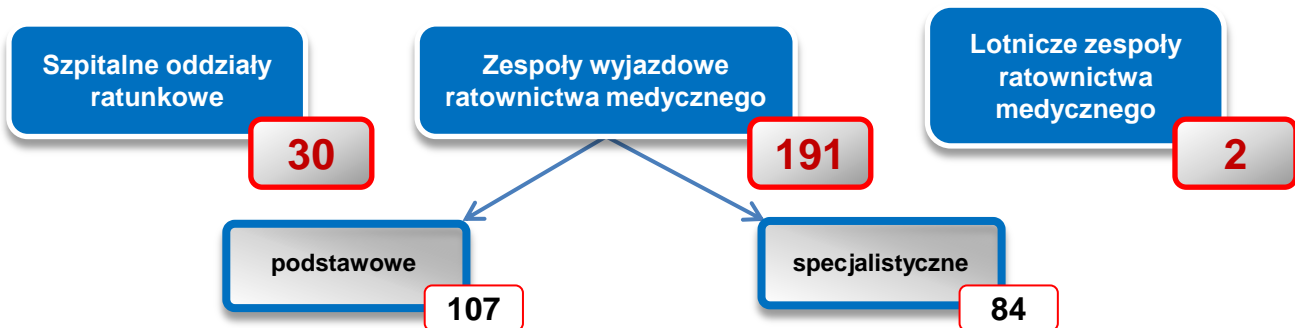 Szpitalne oddziały
ratunkowe
30
Zespoły wyjazdowe
ratownictwa medycznego
191
Lotnicze zespoły
ratownictwa
medycznego
2
podstawowe
107
specjalistyczne
84